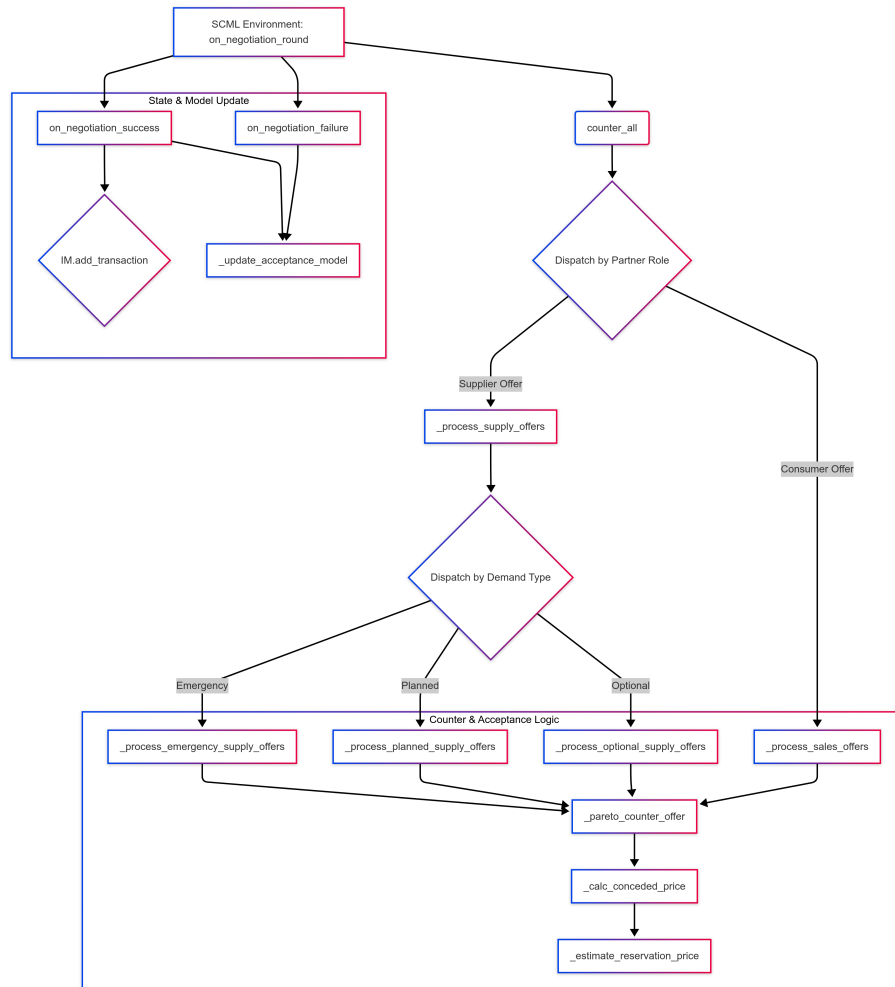 SCML Environment:
on_negotiation_round
State & Model Update
on_negotiation_success
on_negotiation_failure
counter_all
IM.add_transaction
_update_acceptance_model
Dispatch by Partner Role
Supplier Offer
_process_supply_offers
Consumer Offer
Dispatch by Demand Type
Emergency
Planned
Optional
Counter & Acceptance Logic
_process_emergency_supply_offers
_process_planned_supply_offers
_process_optional_supply_offers
_process_sales_offers
_pareto_counter_offer
_calc_conceded_price
_estimate_reservation_price